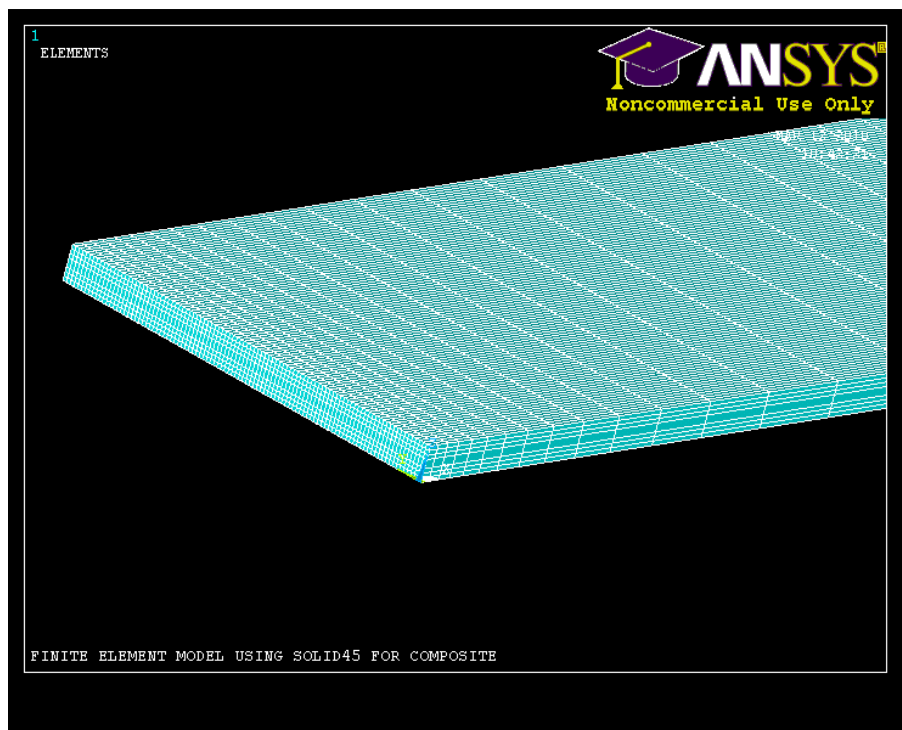 1
ELEMENTS
ANSYS®
Noncommercial Use Only
FINITE ELEMENT MODEL USING SOLID45 FOR COMPOSITE